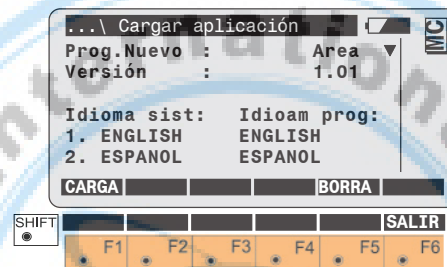 ...\ Cargar aplicación
MC
Prog.Nuevo : Area
Versión : 1.01
Idioma sist: Idioam prog:
1. ENGLISH ENGLISH
2. ESPANOL ESPANOL
CARGA BORRA
SHIFT SALIR
F1 F2 F3 F4 F5 F6